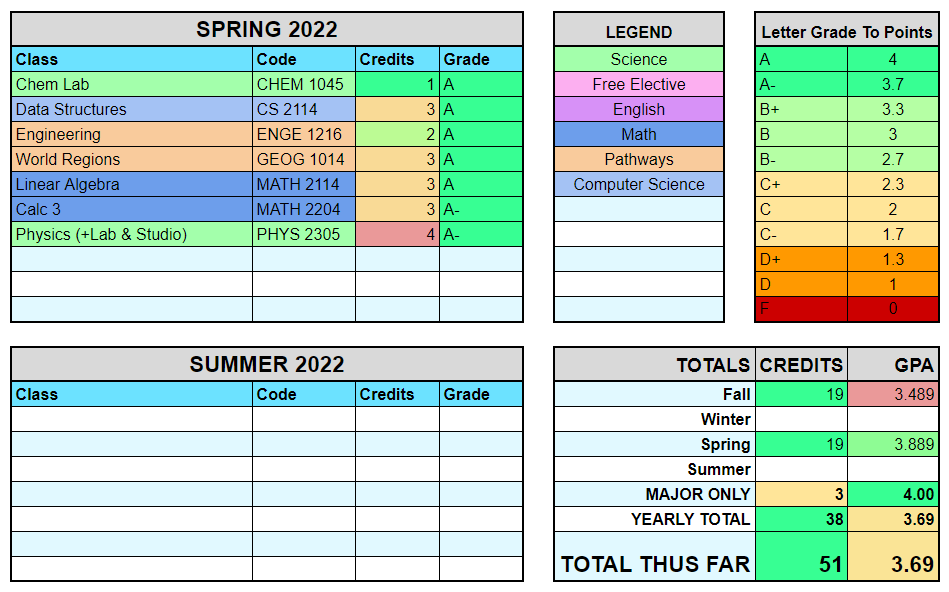 SPRING 2022
Class Code Credits Grade
Chem Lab CHEM 1045 1 A
Data Structures CS 2114 3 A
Engineering ENGE 1216 2 A
World Regions GEOG 1014 3 A
Linear Algebra MATH 2114 3 A
Calc 3 MATH 2204 3 A-
Physics (+Lab & Studio) PHYS 2305 4 A-
LEGEND
Science
Free Elective
English
Math
Pathways
Computer Science
Letter Grade To Points
A 4
A- 3.7
B+ 3.3
B 3
B- 2.7
C+ 2.3
C 2
C- 1.7
D+ 1.3
D 1
F 0
SUMMER 2022
Class Code Credits Grade
TOTALS CREDITS GPA
Fall 19 3.489
Winter
Spring 19 3.889
Summer
MAJOR ONLY 3 4.00
YEARLY TOTAL 38 3.69
TOTAL THUS FAR 51 3.69